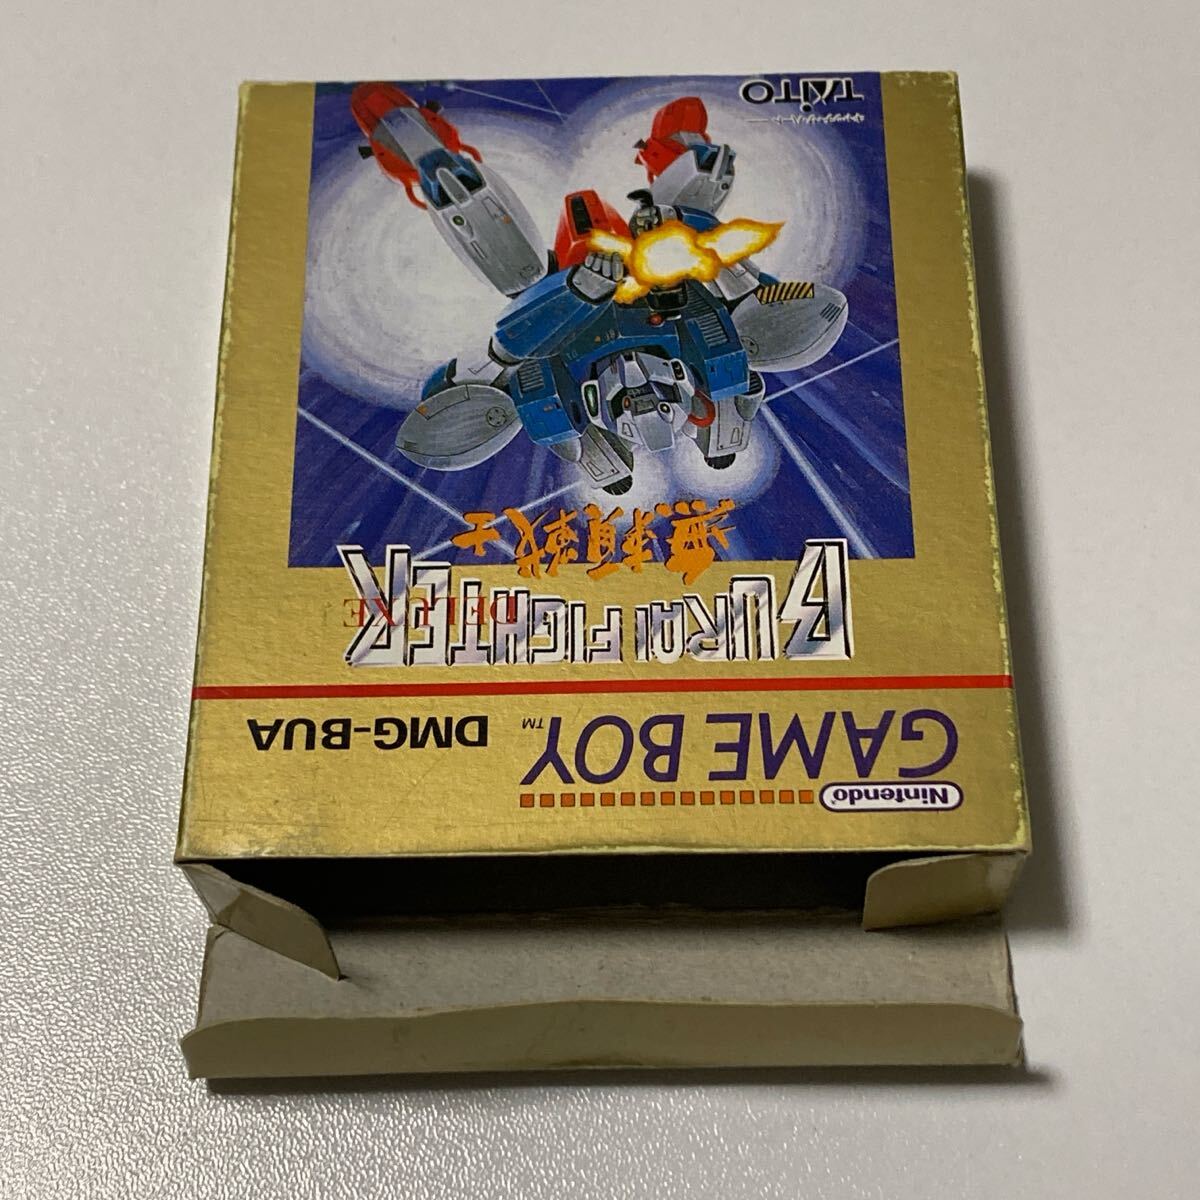 Nintendo
GAME BOY™ DMG-BUA
BURAI FIGHTER
DELUXE
無頼戦士
TAITO